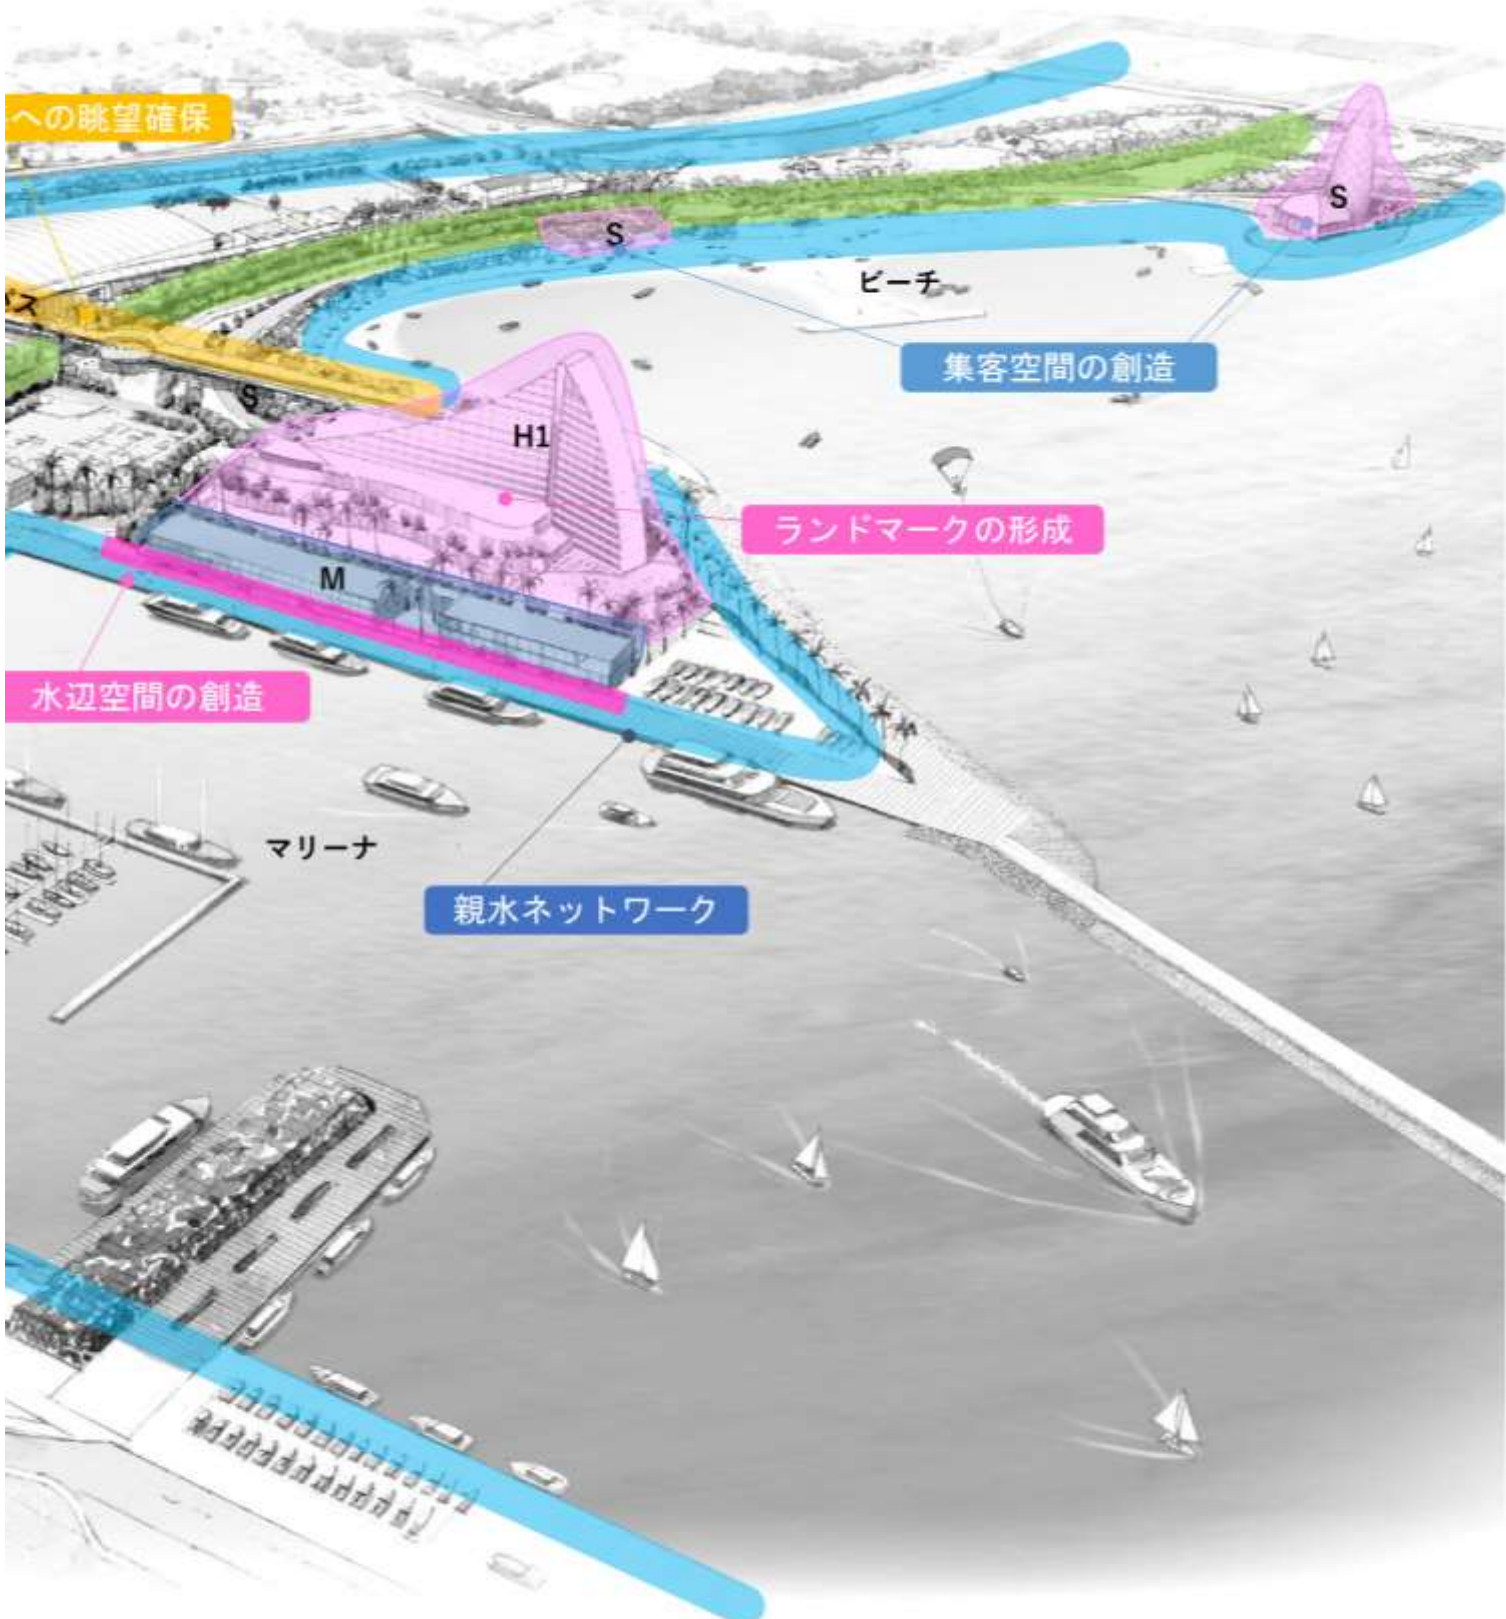 への眺望確保
S
S
ス
ビーチ
集客空間の創造
S
H1
ランドマークの形成
M
水辺空間の創造
マリーナ
親水ネットワーク